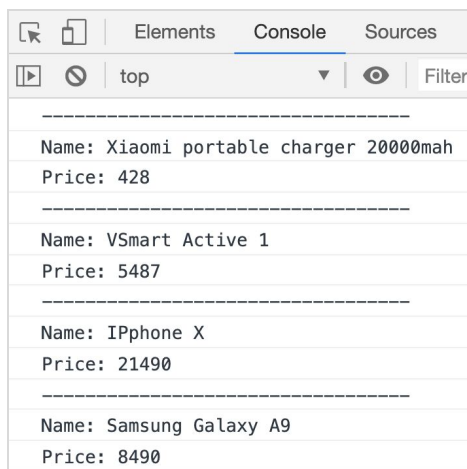 Elements Console Sources
top Filter
----------------------------------
Name: Xiaomi portable charger 20000mah
Price: 428
----------------------------------
Name: VSmart Active 1
Price: 5487
----------------------------------
Name: IPphone X
Price: 21490
----------------------------------
Name: Samsung Galaxy A9
Price: 8490